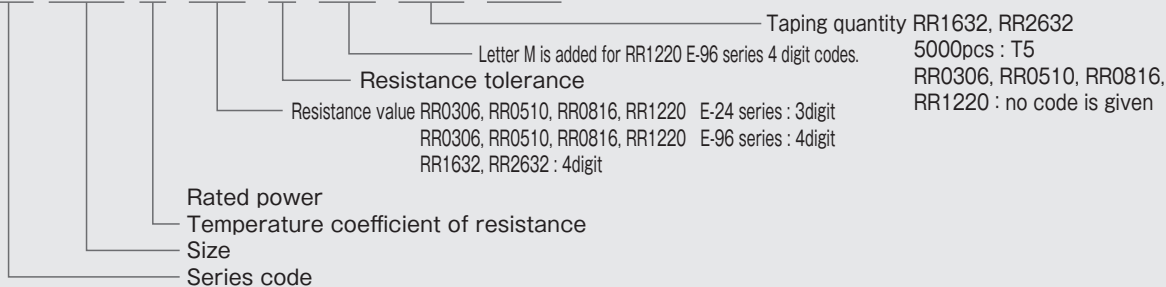 Taping quantity RR1632, RR2632
5000pcs : T5
RR0306, RR0510, RR0816,
RR1220 : no code is given
Letter M is added for RR1220 E-96 series 4 digit codes.
Resistance tolerance
Resistance value RR0306, RR0510, RR0816, RR1220 E-24 series : 3digit
RR0306, RR0510, RR0816, RR1220 E-96 series : 4digit
RR1632, RR2632 : 4digit
Rated power
Temperature coefficient of resistance
Size
Series code